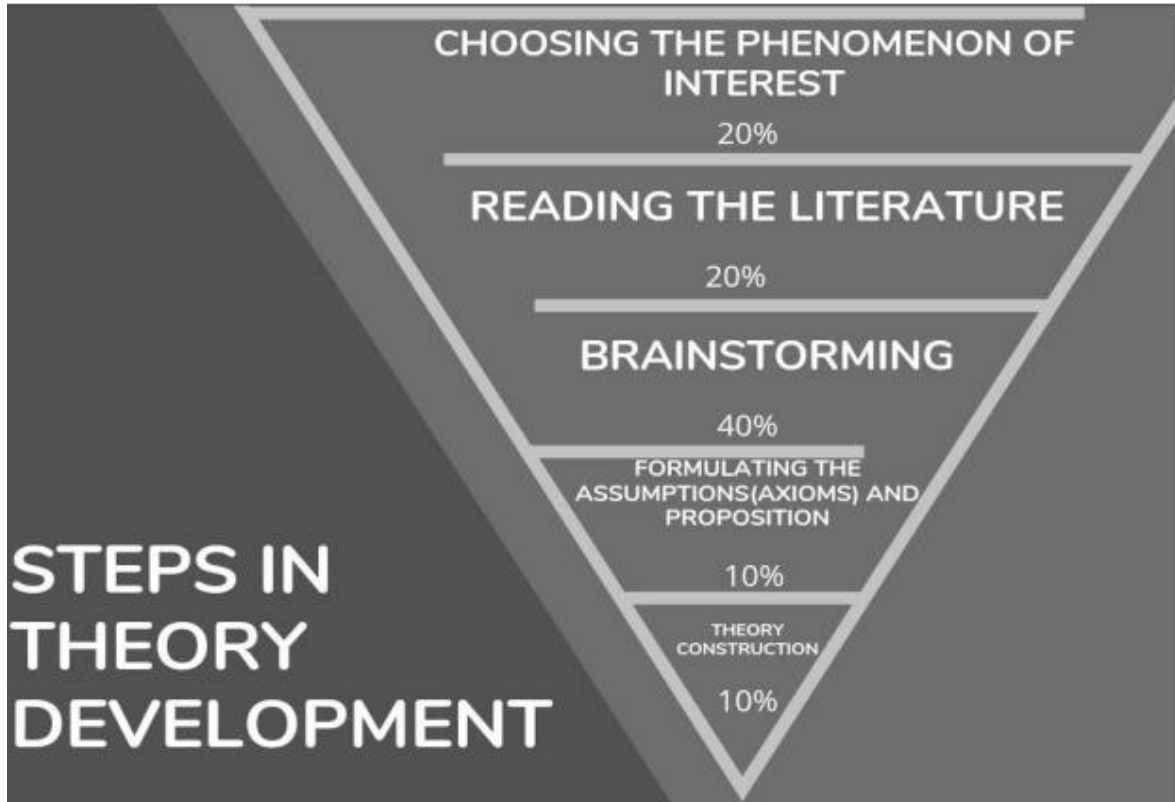 CHOOSING THE PHENOMENON OF
INTEREST
20%
READING THE LITERATURE
20%
BRAINSTORMING
40%
FORMULATING THE
ASSUMPTIONS(AXIOMS) AND
PROPOSITION
10%
THEORY
CONSTRUCTION
10%
STEPS IN
THEORY
DEVELOPMENT